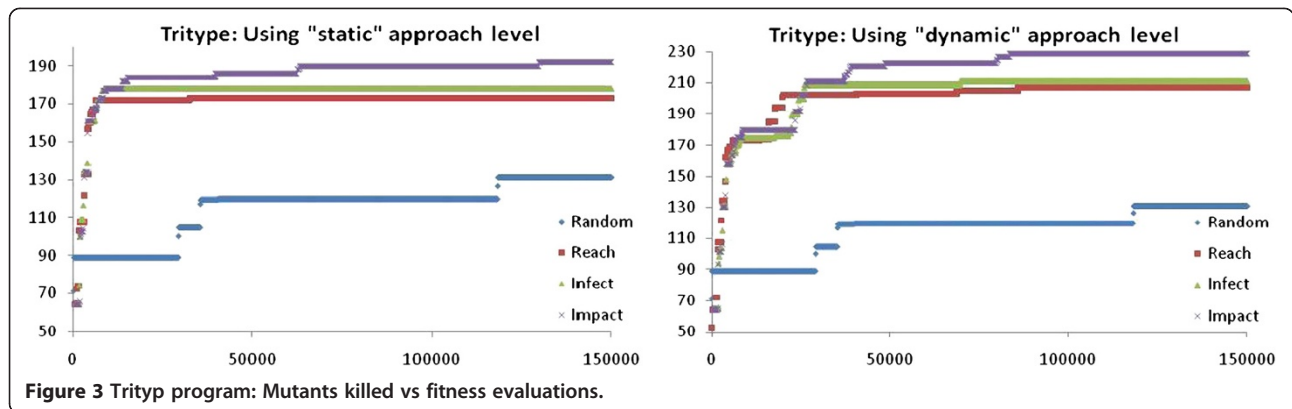 Tritype: Using "static" approach level
190
170
150
130
110
90
70
50
0
50000
100000
150000
Random
Reach
Infect
Impact
Tritype: Using "dynamic" approach level
230
210
190
170
150
130
110
90
70
50
0
50000
100000
150000
Random
Reach
Infect
Impact
Figure 3 Trityp program: Mutants killed vs fitness evaluations.